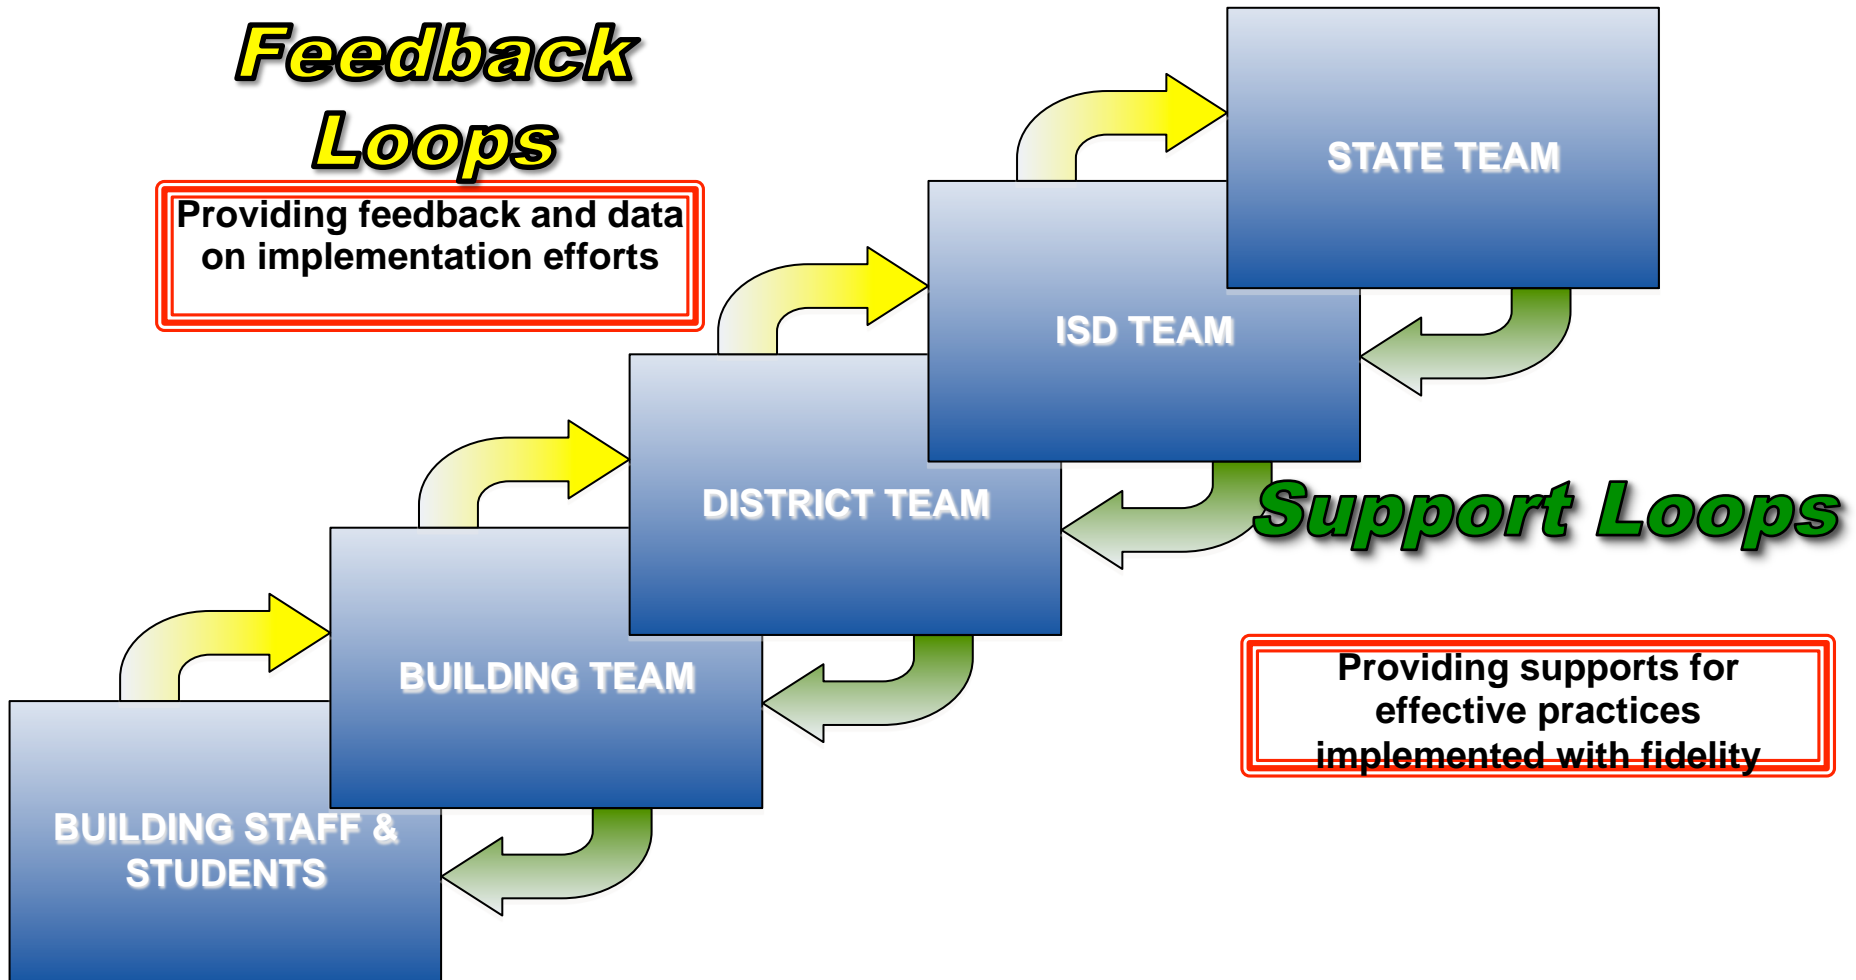 Feedback
Loops
Providing feedback and data
on implementation efforts
STATE TEAM
ISD TEAM
DISTRICT TEAM
Support Loops
BUILDING TEAM
Providing supports for
effective practices
implemented with fidelity
BUILDING STAFF &
STUDENTS